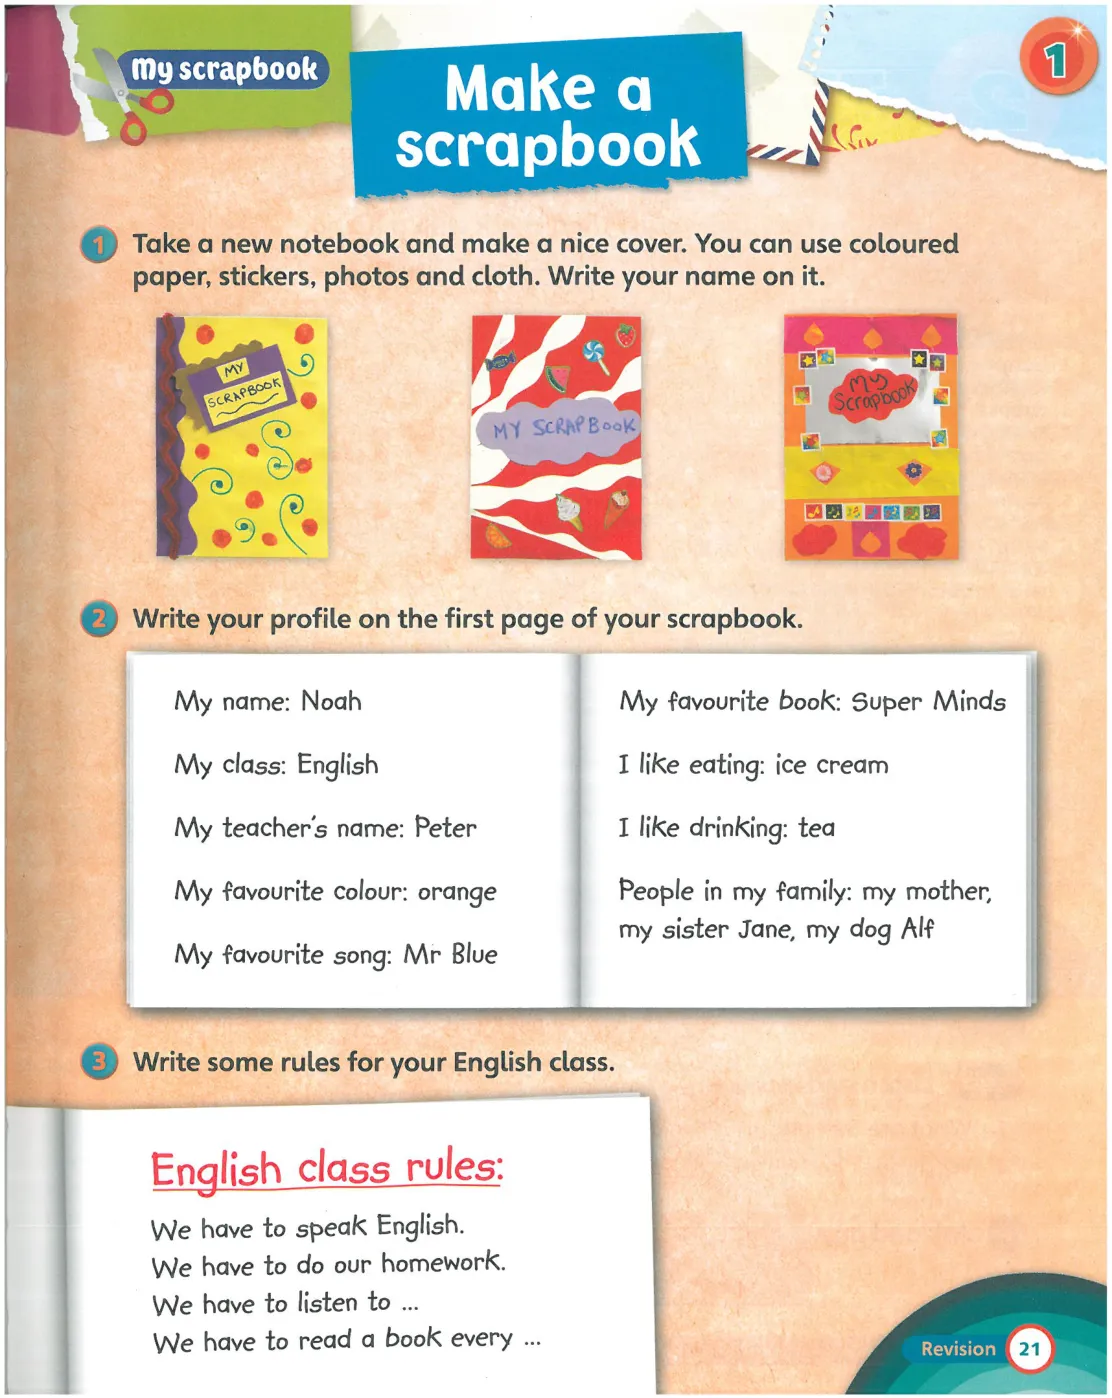 My scrapbook
Make a
scrapbook
1
1 Take a new notebook and make a nice cover. You can use coloured
paper, stickers, photos and cloth. Write your name on it.
MY
SCRAPBOOK
MY SCRAPBOOK
My
Scrapbook
2 Write your profile on the first page of your scrapbook.
My name: Noah
My class: English
My teacher's name: Peter
My favourite colour: orange
My favourite song: Mr Blue
My favourite book: Super Minds
I like eating: ice cream
I like drinking: tea
People in my family: my mother,
my sister Jane, my dog Alf
3 Write some rules for your English class.
English class rules:
We have to speak English.
We have to do our homework.
We have to listen to ...
We have to read a book every ...
Revision 21